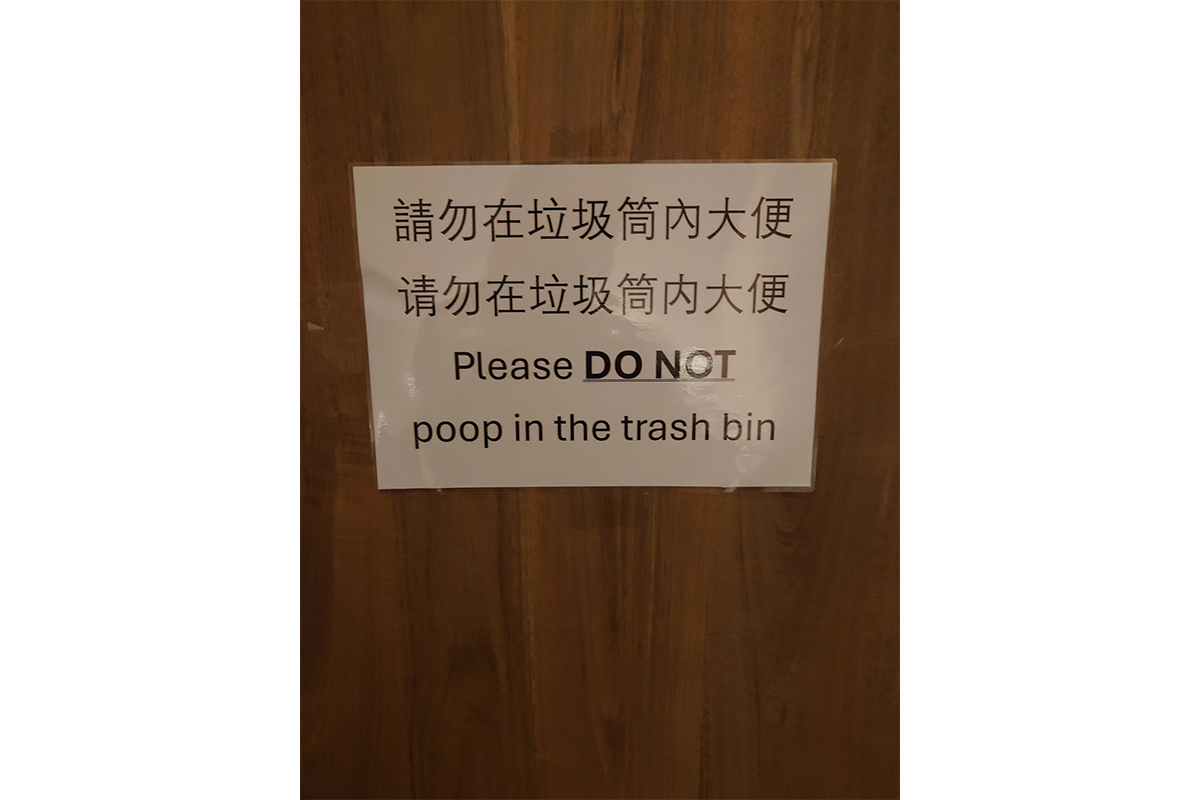 請勿在垃圾筒內大便
请勿在垃圾筒内大便
Please DO NOT
poop in the trash bin